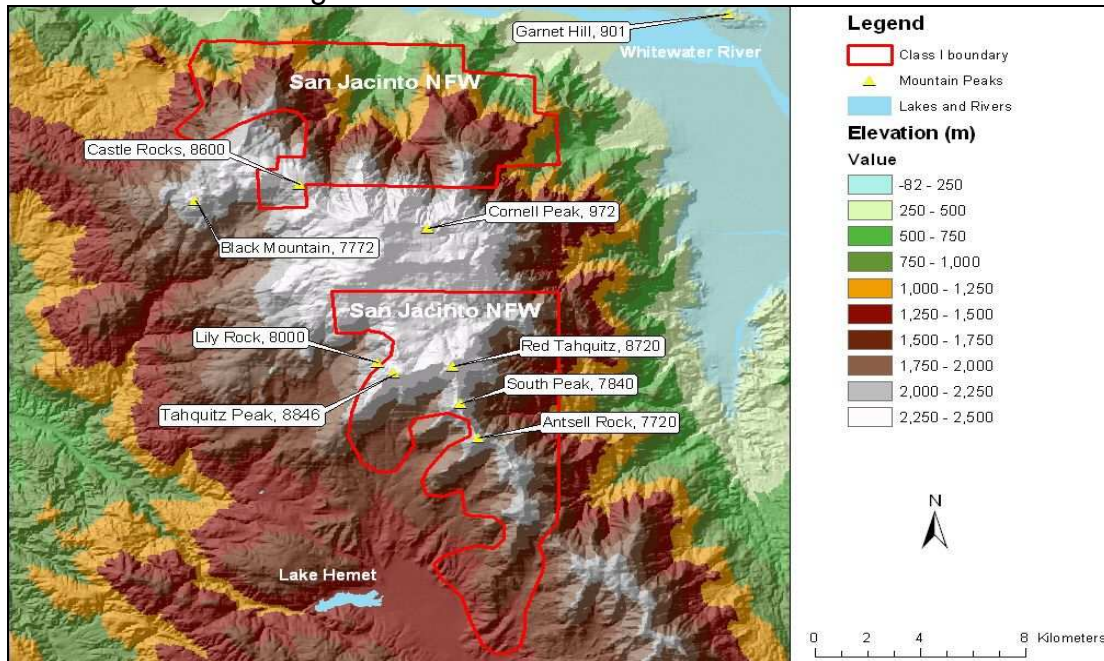 Garnet Hill, 901
Whitewater River
San Jacinto NFW
Castle Rocks, 8600
Cornell Peak, 972
Black Mountain, 7772
San Jacinto NFW
Lily Rock, 8000
Red Tahquitz, 8720
South Peak, 7840
Tahquitz Peak, 8846
Antsell Rock, 7720
Lake Hemet
Legend
Class I boundary
Mountain Peaks
Lakes and Rivers
Elevation (m)
Value
-82 - 250
250 - 500
500 - 750
750 - 1,000
1,000 - 1,250
1,250 - 1,500
1,500 - 1,750
1,750 - 2,000
2,000 - 2,250
2,250 - 2,500
N
0 2 4 8 Kilometers